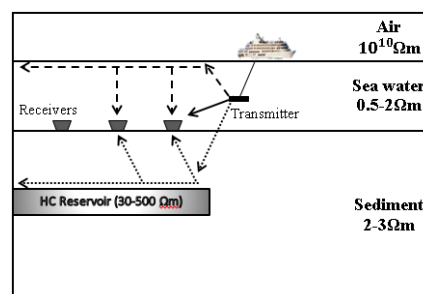 Air
10¹⁰Ωm
Sea water
0.5-2Ωm
Receivers
Transmitter
HC Reservoir (30-500 Ωm)
Sediment
2-3Ωm